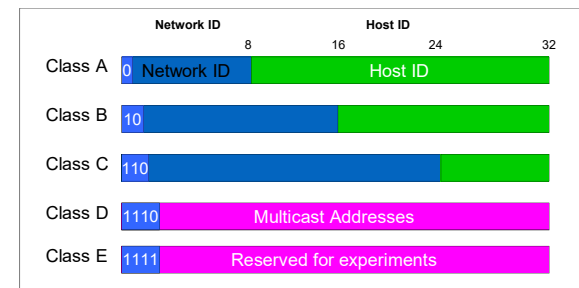 Network ID Host ID
8 16 24 32
Class A 0 Network ID Host ID
Class B 10
Class C 110
Class D 1110 Multicast Addresses
Class E 1111 Reserved for experiments